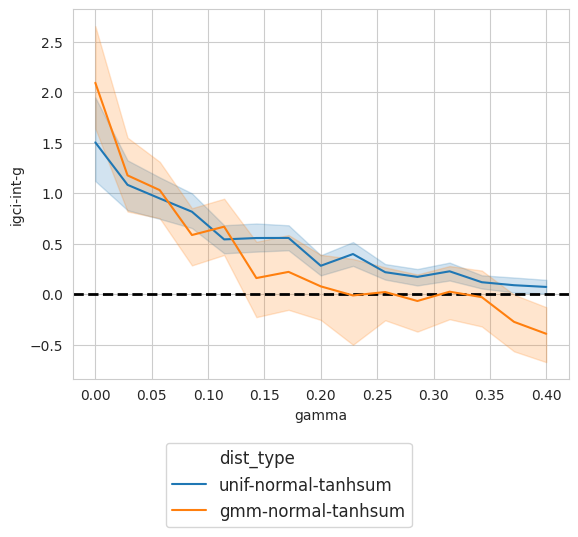 2.5
2.0
1.5
1.0
0.5
0.0
−0.5
igci-int-g
0.00 0.05 0.10 0.15 0.20 0.25 0.30 0.35 0.40
gamma
dist_type
unif-normal-tanhsum
gmm-normal-tanhsum